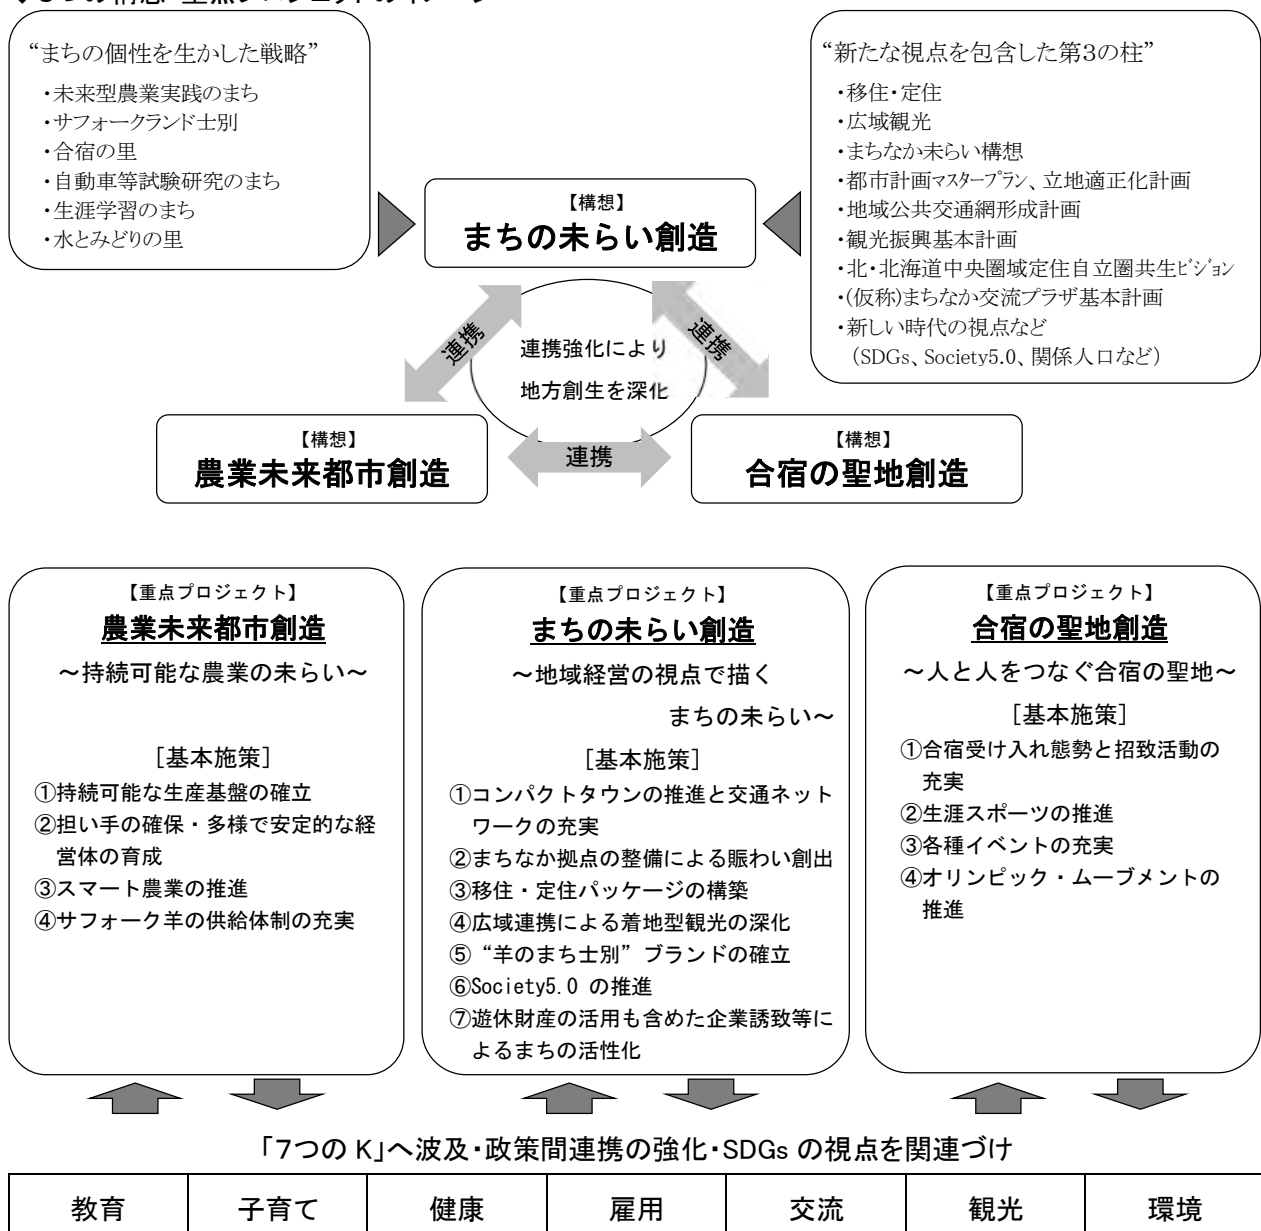 “まちの個性を生かした戦略”
・未来型農業実践のまち
・サフォークランド士別
・合宿の里
・自動車等試験研究のまち
・生涯学習のまち
・水とみどりの里
“新たな視点を包含した第３の柱”
・移住・定住
・広域観光
・まちなか未らい構想
・都市計画ﾏｽﾀｰﾌﾟﾗﾝ、立地適正化計画
・地域公共交通網形成計画
・観光振興基本計画
・北・北海道中央圏域定住自立圏共生ﾋﾞｼﾞｮﾝ
・(仮称)まちなか交流プラザ基本計画
・新しい時代の視点など
（SDGs、Society5.0、関係人口など）
【構想】
まちの未らい創造
連携
連携
連携強化により
地方創生を深化
【構想】
農業未来都市創造
連携
【構想】
合宿の聖地創造
【重点プロジェクト】
農業未来都市創造
～持続可能な農業の未らい～
［基本施策］
①持続可能な生産基盤の確立
②担い手の確保・多様で安定的な経
営体の育成
③スマート農業の推進
④サフォーク羊の供給体制の充実
【重点プロジェクト】
まちの未らい創造
～地域経営の視点で描く
まちの未らい～
［基本施策］
①コンパクトタウンの推進と交通ネット
ワークの充実
②まちなか拠点の整備による賑わい創出
③移住・定住パッケージの構築
④広域連携による着地型観光の深化
⑤“羊のまち士別”ブランドの確立
⑥Society5.0 の推進
⑦遊休財産の活用も含めた企業誘致等に
よるまちの活性化
【重点プロジェクト】
合宿の聖地創造
～人と人をつなぐ合宿の聖地～
［基本施策］
①合宿受け入れ態勢と招致活動の
充実
②生涯スポーツの推進
③各種イベントの充実
④オリンピック・ムーブメントの
推進
「７つの K」へ波及・政策間連携の強化・SDGs の視点を関連づけ
教育 子育て 健康 雇用 交流 観光 環境